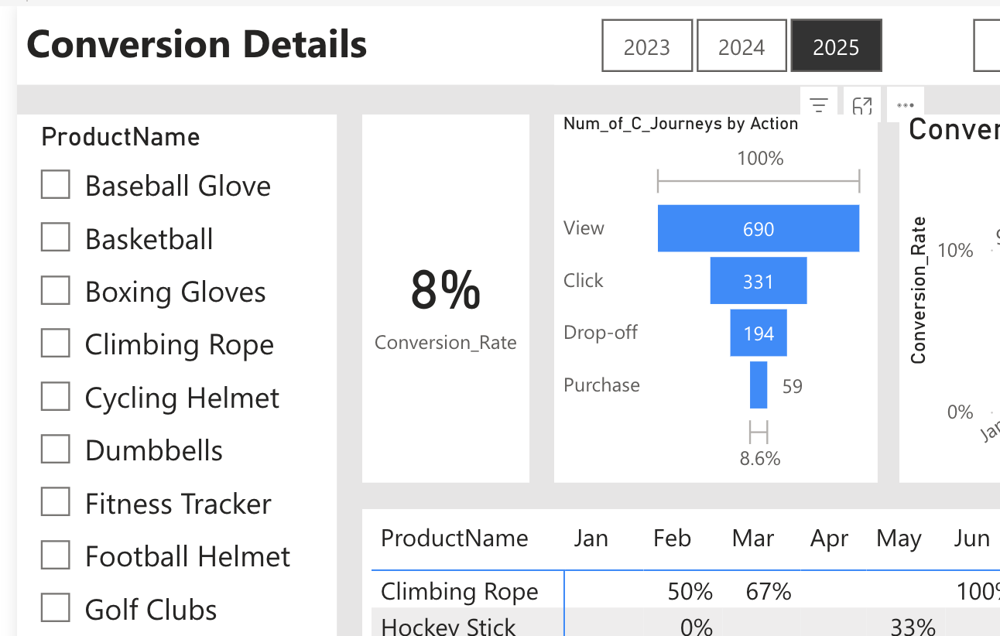 Conversion Details
2023
2024
2025
ProductName
Baseball Glove
Basketball
Boxing Gloves
Climbing Rope
Cycling Helmet
Dumbbells
Fitness Tracker
Football Helmet
Golf Clubs
8%
Conversion_Rate
Num_of_C_Journeys by Action
100%
View
690
Click
331
Drop-off
194
Purchase
59
8.6%
Conver
Conversion_Rate
10%
0%
Jan
ProductName Jan Feb Mar Apr May Jun
Climbing Rope 50% 67% 100%
Hockey Stick 0% 33%